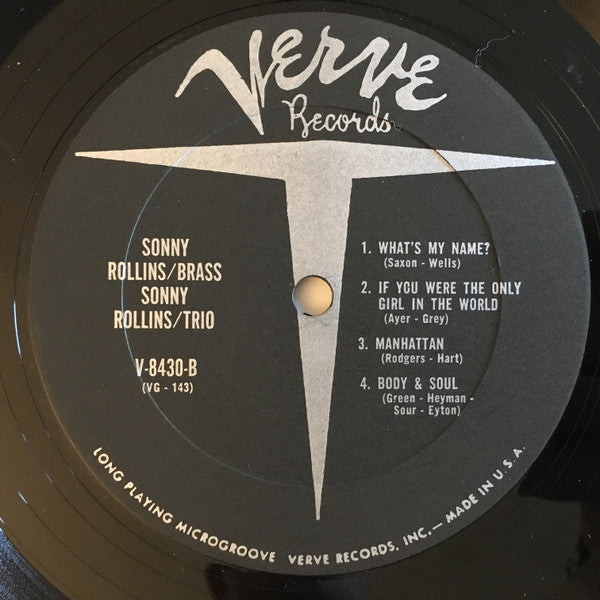 Verve
Records
SONNY
ROLLINS/BRASS
SONNY
ROLLINS/TRIO
V-8430-B
(VG - 143)
1. WHAT'S MY NAME?
(Saxon - Wells)
2. IF YOU WERE THE ONLY
GIRL IN THE WORLD
(Ayer - Grey)
3. MANHATTAN
(Rodgers - Hart)
4. BODY & SOUL
(Green - Heyman -
Sour - Eyton)
LONG PLAYING MICROGROOVE VERVE RECORDS, INC.— MADE IN U.S.A.